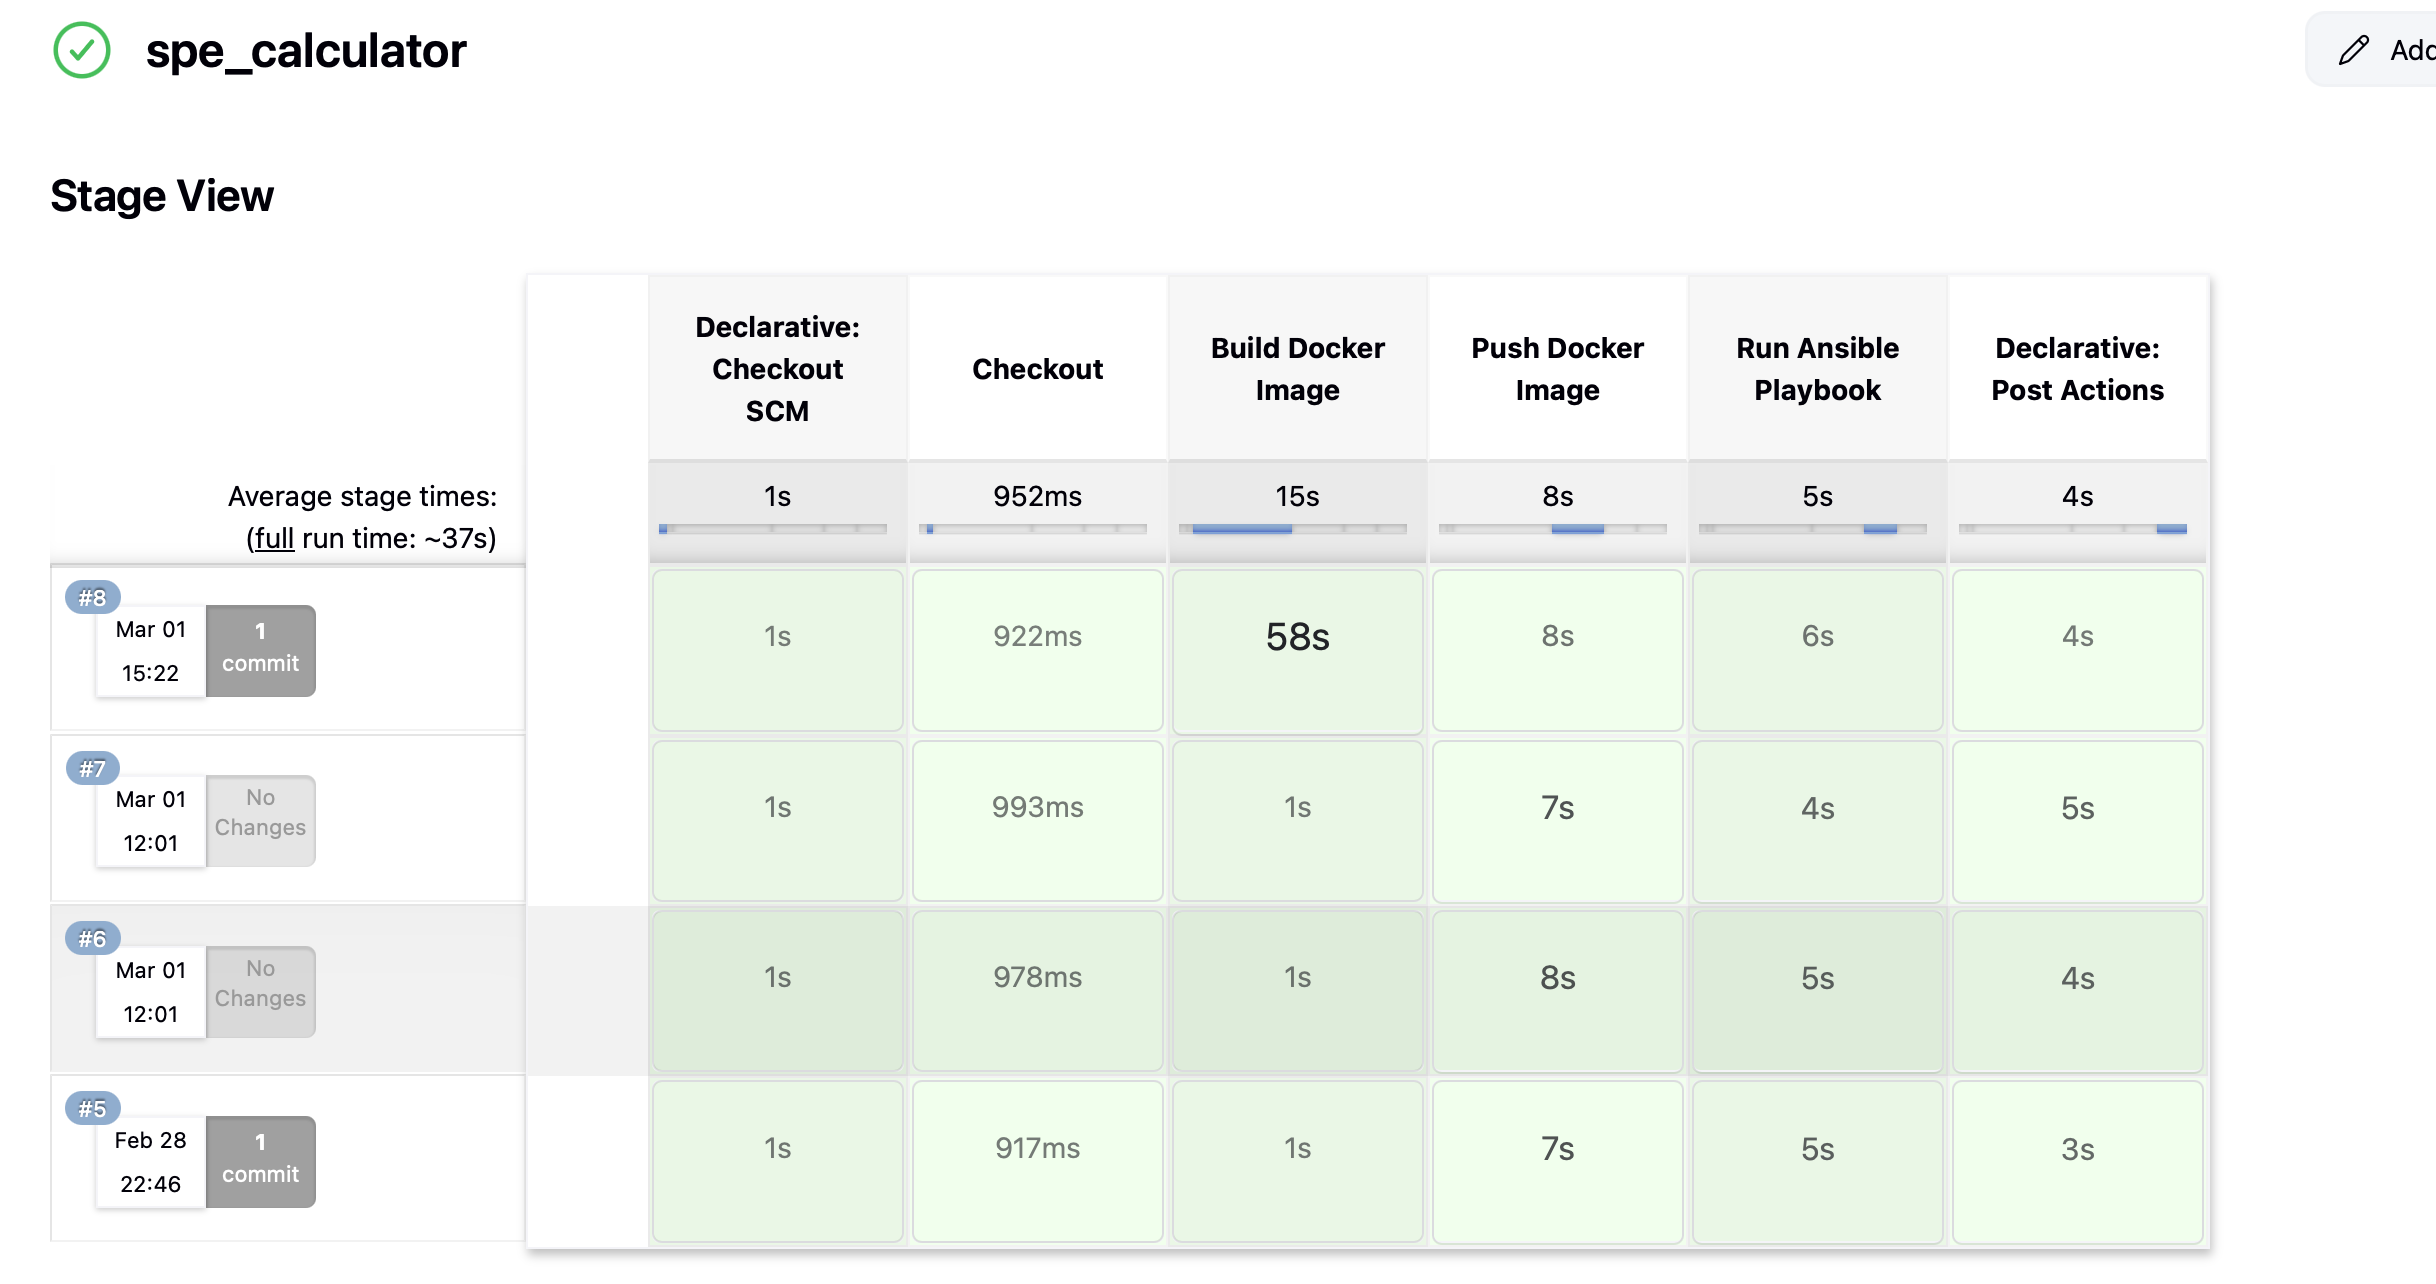 spe_calculator
Add
Stage View
Declarative:
Checkout
SCM
Checkout
Build Docker
Image
Push Docker
Image
Run Ansible
Playbook
Declarative:
Post Actions
Average stage times:
(full run time: ~37s)
1s
952ms
15s
8s
5s
4s
#8
Mar 01
15:22
1
commit
1s
922ms
58s
8s
6s
4s
#7
Mar 01
12:01
No
Changes
1s
993ms
1s
7s
4s
5s
#6
Mar 01
12:01
No
Changes
1s
978ms
1s
8s
5s
4s
#5
Feb 28
22:46
1
commit
1s
917ms
1s
7s
5s
3s